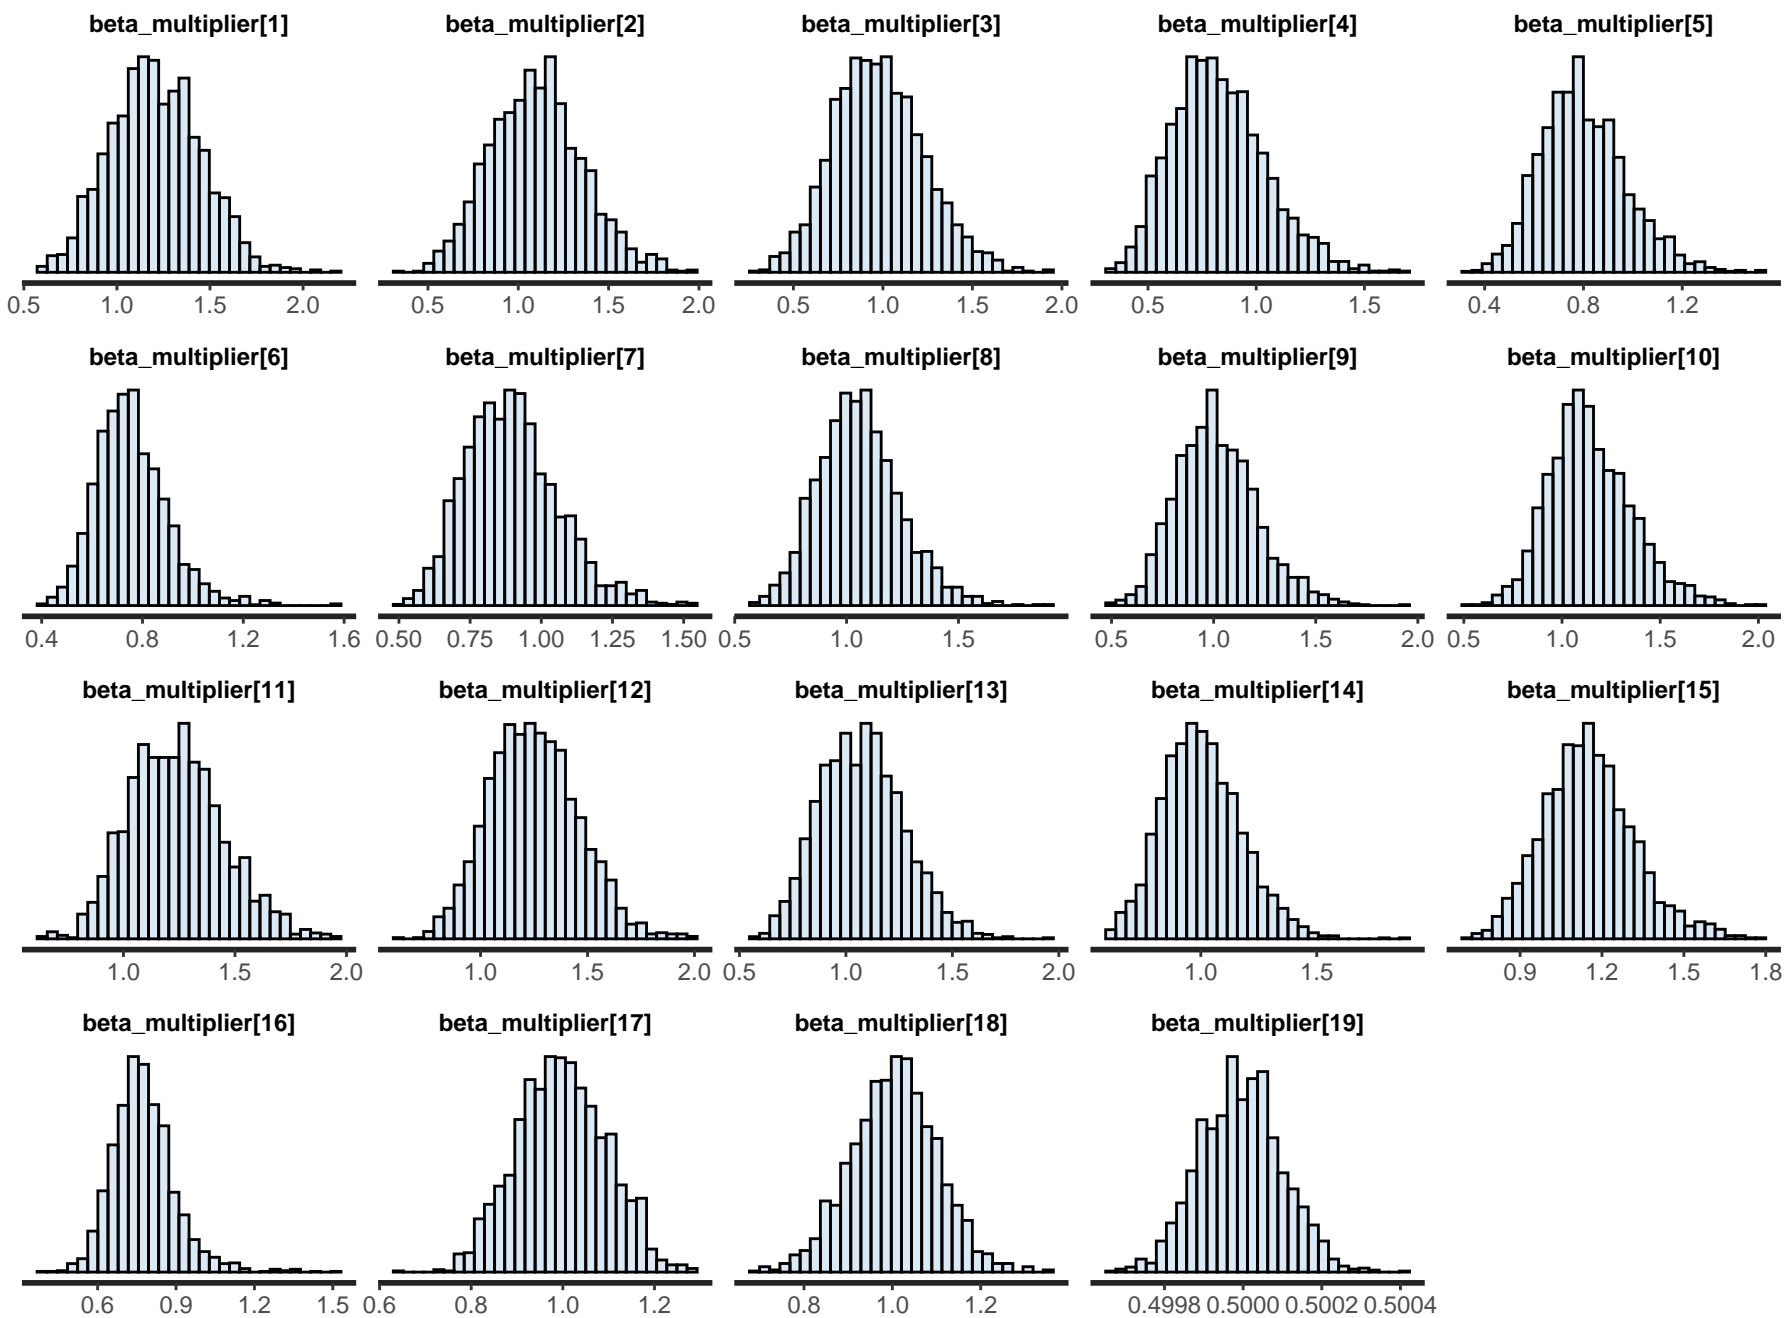 beta_multiplier[1] beta_multiplier[2] beta_multiplier[3] beta_multiplier[4] beta_multiplier[5]
0.5 1.0 1.5 2.0 0.5 1.0 1.5 2.0 0.5 1.0 1.5 2.0 0.5 1.0 1.5 0.4 0.8 1.2
beta_multiplier[6] beta_multiplier[7] beta_multiplier[8] beta_multiplier[9] beta_multiplier[10]
0.4 0.8 1.2 1.6 0.50 0.75 1.00 1.25 1.50 0.5 1.0 1.5 0.5 1.0 1.5 2.0 0.5 1.0 1.5 2.0
beta_multiplier[11] beta_multiplier[12] beta_multiplier[13] beta_multiplier[14] beta_multiplier[15]
1.0 1.5 2.0 1.0 1.5 2.0 0.5 1.0 1.5 2.0 1.0 1.5 0.9 1.2 1.5 1.8
beta_multiplier[16] beta_multiplier[17] beta_multiplier[18] beta_multiplier[19]
0.6 0.9 1.2 1.5 0.6 0.8 1.0 1.2 0.8 1.0 1.2 0.4998 0.5000 0.5002 0.5004